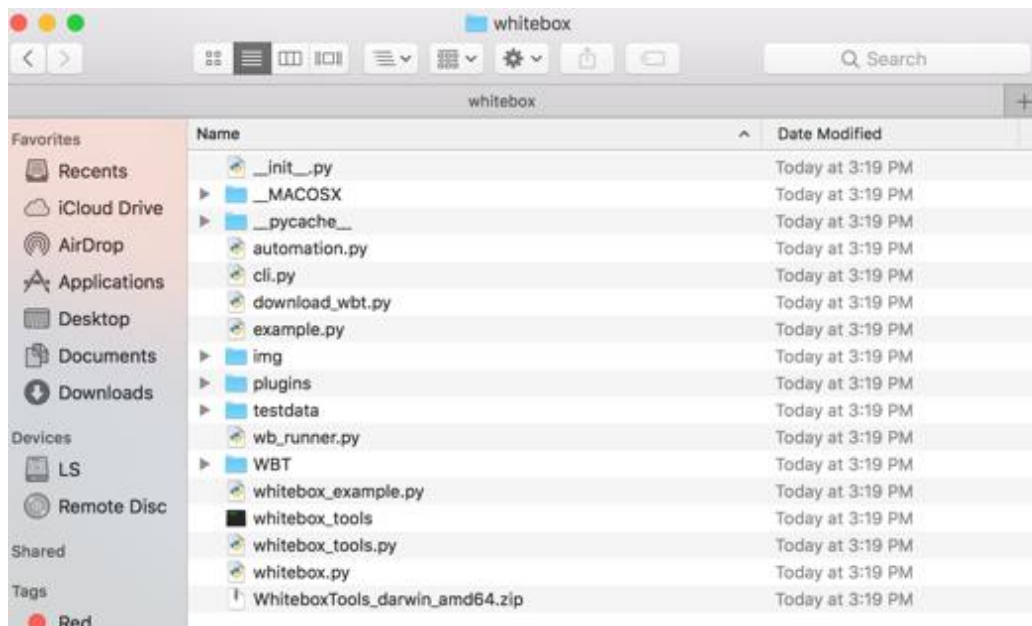 whitebox
Search
whitebox
Favorites
Recents
iCloud Drive
AirDrop
Applications
Desktop
Documents
Downloads
Devices
LS
Remote Disc
Shared
Tags
Red
Name Date Modified
__init__.py Today at 3:19 PM
__MACOSX Today at 3:19 PM
__pycache__ Today at 3:19 PM
automation.py Today at 3:19 PM
cli.py Today at 3:19 PM
download_wbt.py Today at 3:19 PM
example.py Today at 3:19 PM
img Today at 3:19 PM
plugins Today at 3:19 PM
testdata Today at 3:19 PM
wb_runner.py Today at 3:19 PM
WBT Today at 3:19 PM
whitebox_example.py Today at 3:19 PM
whitebox_tools Today at 3:19 PM
whitebox_tools.py Today at 3:19 PM
whitebox.py Today at 3:19 PM
WhiteboxTools_darwin_amd64.zip Today at 3:19 PM